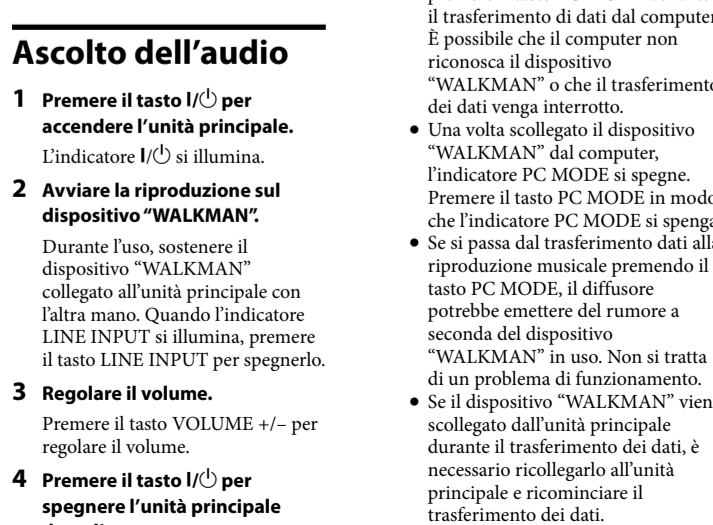 Ascolto dell'audio
1 Premere il tasto I/⏻ per
accendere l'unità principale.
L'indicatore I/⏻ si illumina.
2 Avviare la riproduzione sul
dispositivo "WALKMAN".
Durante l'uso, sostenere il
dispositivo "WALKMAN"
collegato all'unità principale con
l'altra mano. Quando l'indicatore
LINE INPUT si illumina, premere
il tasto LINE INPUT per spegnerlo.
3 Regolare il volume.
Premere il tasto VOLUME +/– per
regolare il volume.
4 Premere il tasto I/⏻ per
spegnere l'unità principale
il trasferimento di dati dal computer
È possibile che il computer non
riconosca il dispositivo
"WALKMAN" o che il trasferimento
dei dati venga interrotto.
● Una volta scollegato il dispositivo
"WALKMAN" dal computer,
l'indicatore PC MODE si spegne.
Premere il tasto PC MODE in modo
che l'indicatore PC MODE si spenga
● Se si passa dal trasferimento dati alla
riproduzione musicale premendo il
tasto PC MODE, il diffusore
potrebbe emettere del rumore a
seconda del dispositivo
"WALKMAN" in uso. Non si tratta
di un problema di funzionamento.
● Se il dispositivo "WALKMAN" vien
scollegato dall'unità principale
durante il trasferimento dei dati, è
necessario ricollegarlo all'unità
principale e ricominciare il
trasferimento dei dati.